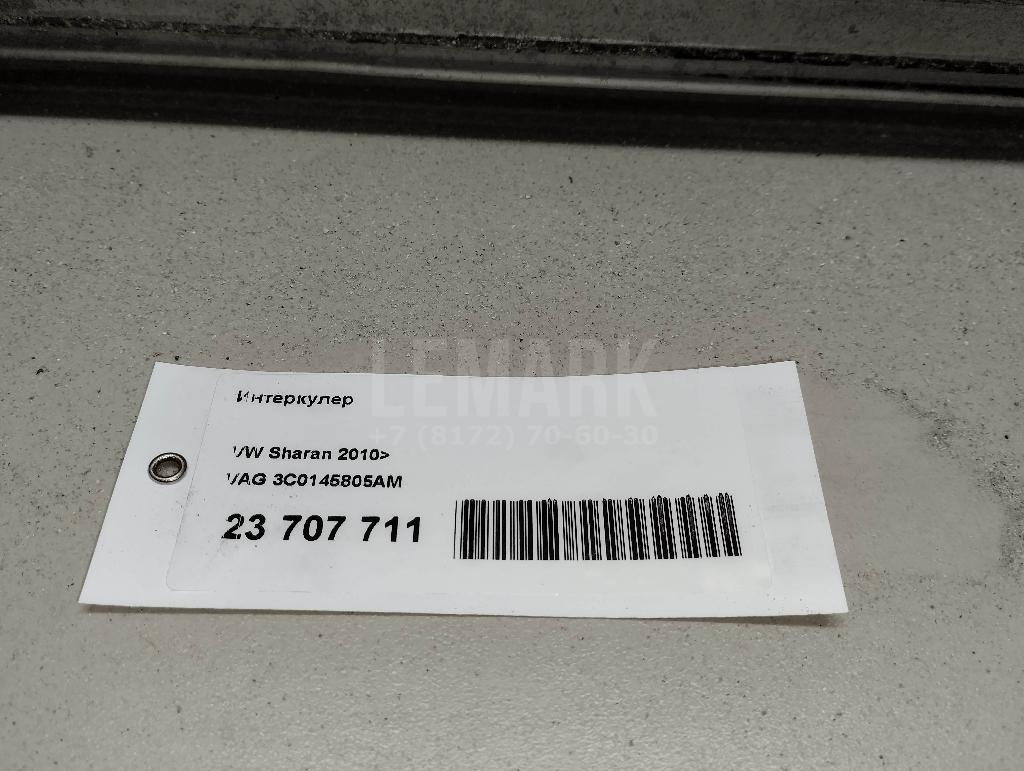 LEMARK
+7 (8172) 70-60-30
Интеркулер
VW Sharan 2010>
VAG 3C0145805AM
23 707 711